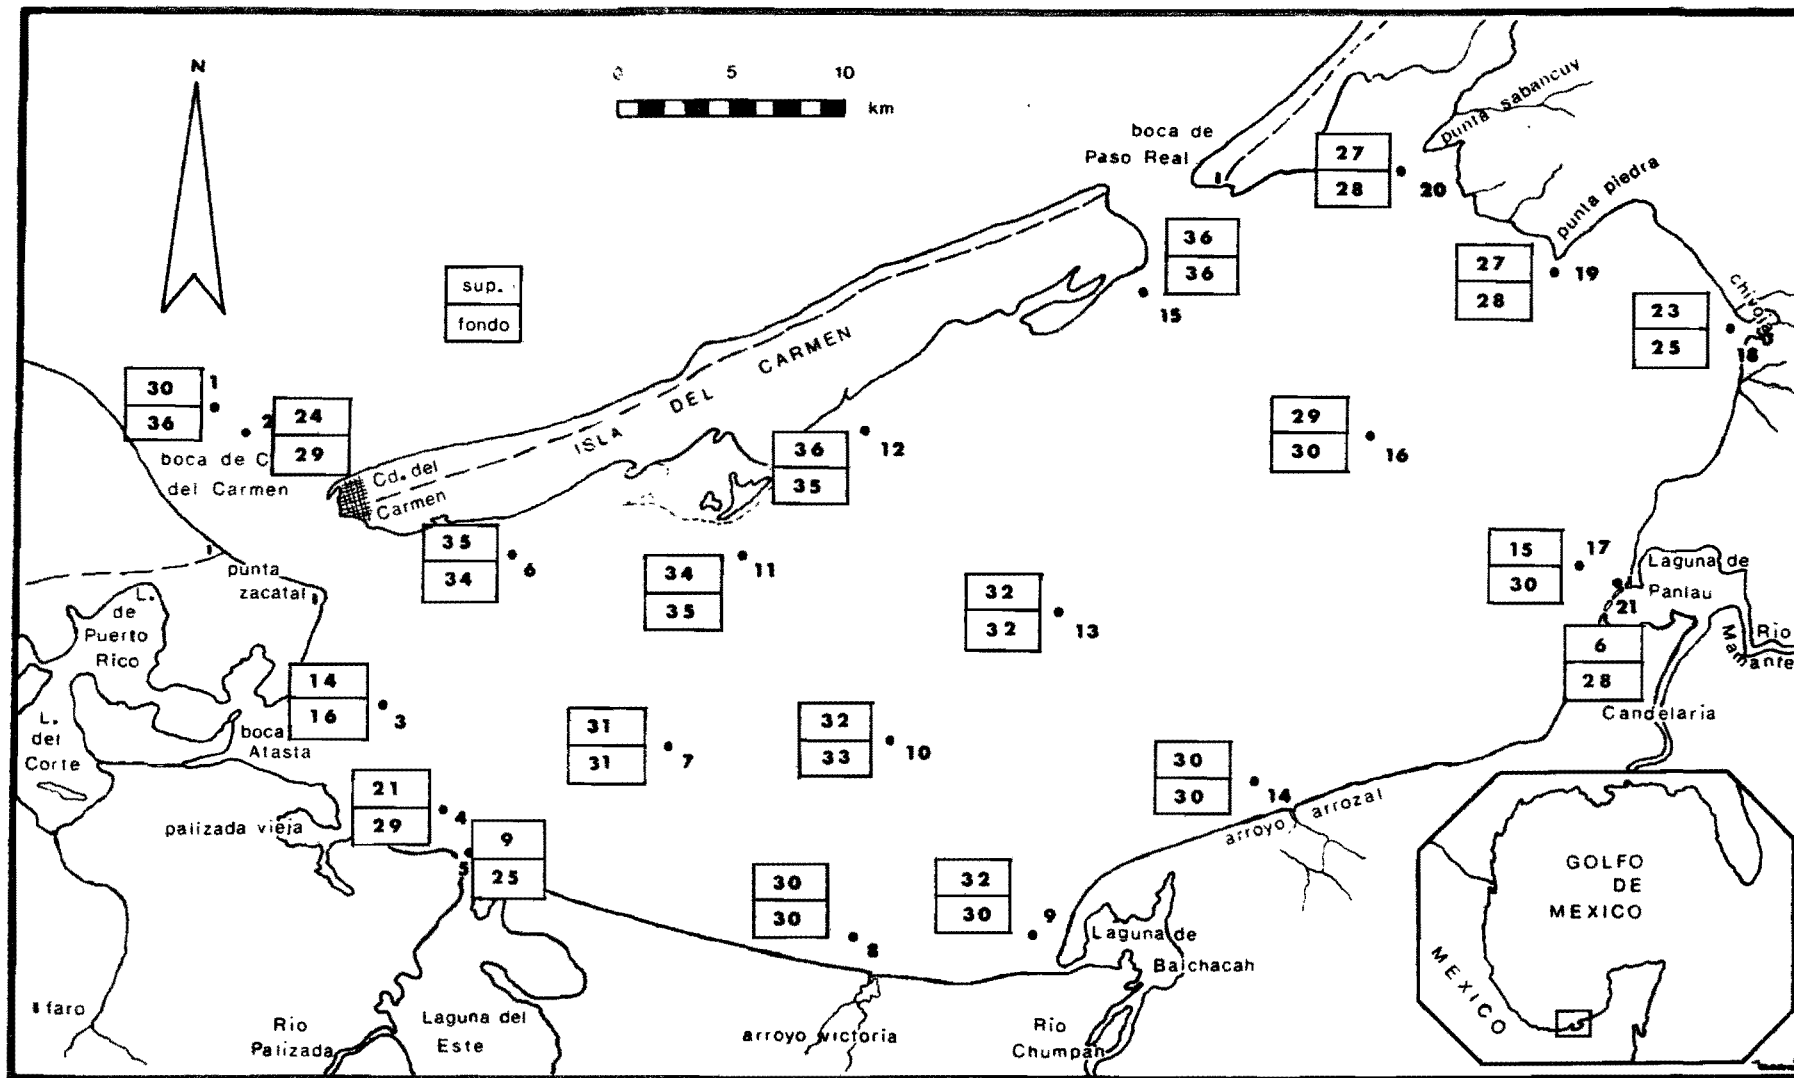 N
0 5 10
km
boca de
Paso Real
punta sabancuy
27
28
20
punta piedra
36
36
15
27
28
19
chivoja
23
25
18
sup.
fondo
ISLA DEL CARMEN
30
36
1
2
24
29
boca de C
del Carmen
Cd. del
Carmen
36
35
12
29
30
16
35
34
6
34
35
11
32
32
13
15
30
17
21
Laguna de
Panlau
Rio
Mamante
6
28
Candelaria
punta
zacatal
L.
de
Puerto
Rico
14
16
3
L.
del
Corte
boca
Atasta
31
31
7
32
33
10
30
30
14
arroyo arrozal
21
29
4
palizada vieja
9
25
5
30
30
8
32
30
9
Laguna de
Balchacah
faro
Rio
Palizada
Laguna del
Este
arroyo victoria
Rio
Chumpan
GOLFO
DE
MEXICO
MEXICO